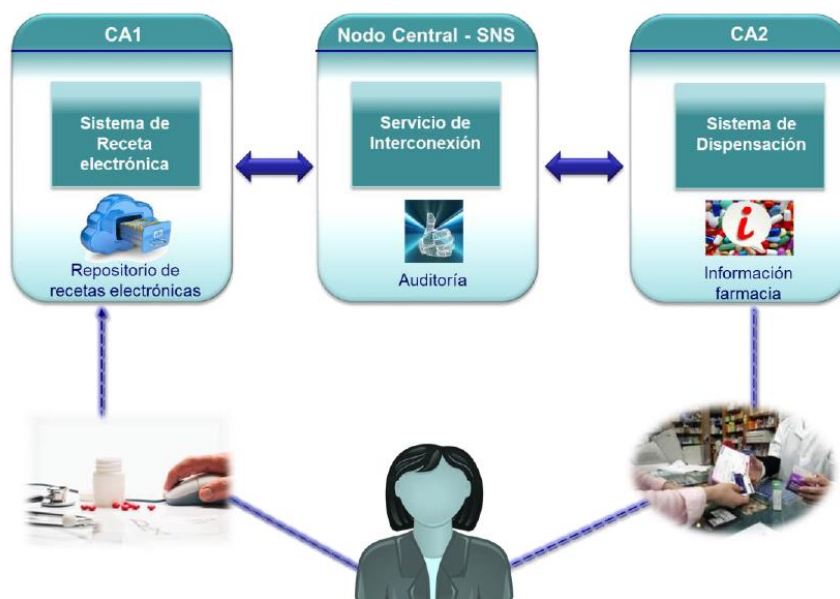 CA1
Sistema de
Receta
electrónica
Repositorio de
recetas electrónicas
Nodo Central - SNS
Servicio de
Interconexión
Auditoría
CA2
Sistema de
Dispensación
i
Información
farmacia